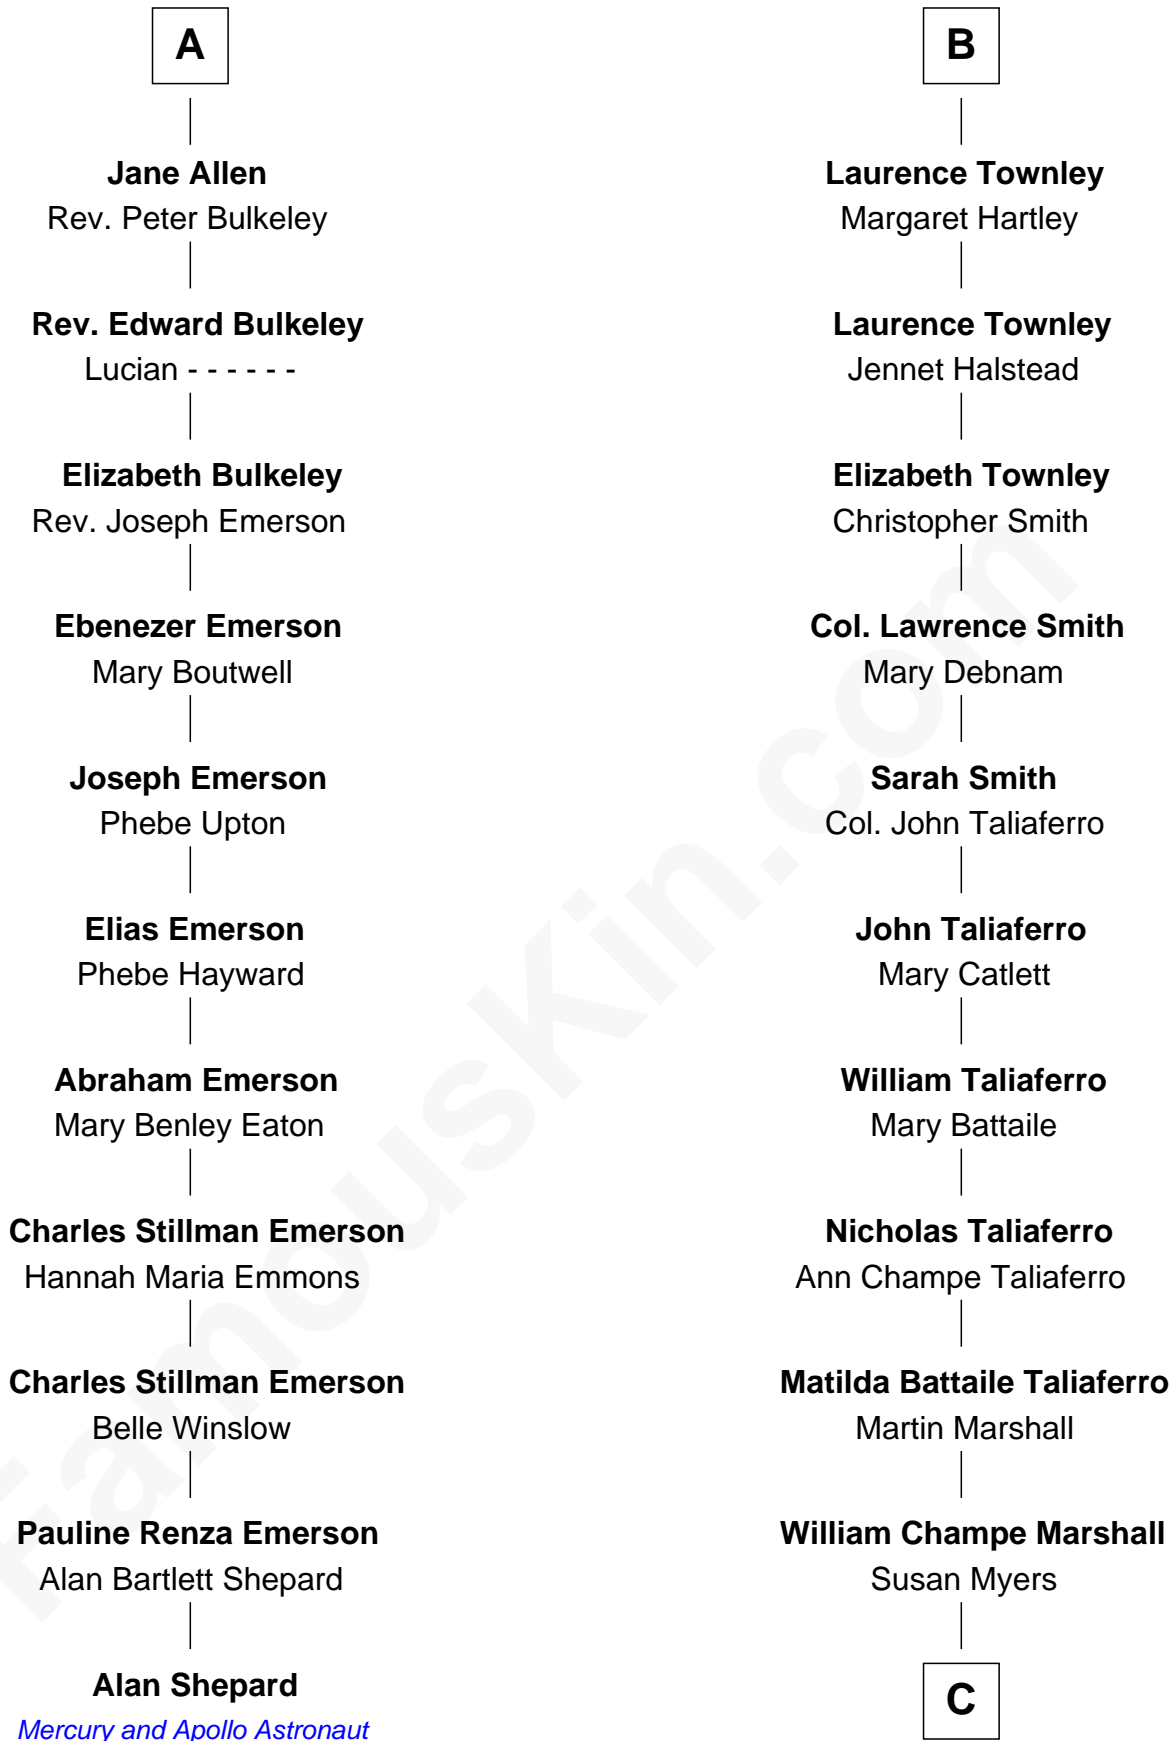 A
Jane Allen
Rev. Peter Bulkeley
Rev. Edward Bulkeley
Lucian - - - - - -
Elizabeth Bulkeley
Rev. Joseph Emerson
Ebenezer Emerson
Mary Boutwell
Joseph Emerson
Phebe Upton
Elias Emerson
Phebe Hayward
Abraham Emerson
Mary Benley Eaton
Charles Stillman Emerson
Hannah Maria Emmons
Charles Stillman Emerson
Belle Winslow
Pauline Renza Emerson
Alan Bartlett Shepard
Alan Shepard
Mercury and Apollo Astronaut
B
Laurence Townley
Margaret Hartley
Laurence Townley
Jennet Halstead
Elizabeth Townley
Christopher Smith
Col. Lawrence Smith
Mary Debnam
Sarah Smith
Col. John Taliaferro
John Taliaferro
Mary Catlett
William Taliaferro
Mary Battaile
Nicholas Taliaferro
Ann Champe Taliaferro
Matilda Battaile Taliaferro
Martin Marshall
William Champe Marshall
Susan Myers
C
FamousKin.com